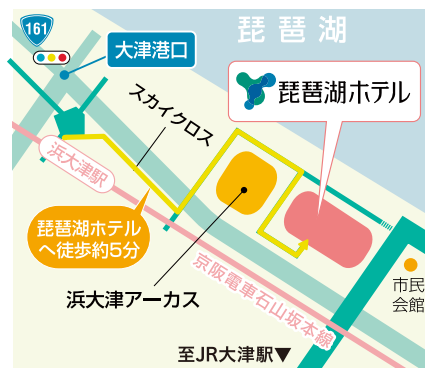 161
琵琶湖
大津港口
琵琶湖ホテル
スカイクロス
浜大津駅
琵琶湖ホテル
へ徒歩約5分
浜大津アーカス
京阪電車石山坂本線
市民
会館
至JR大津駅▼